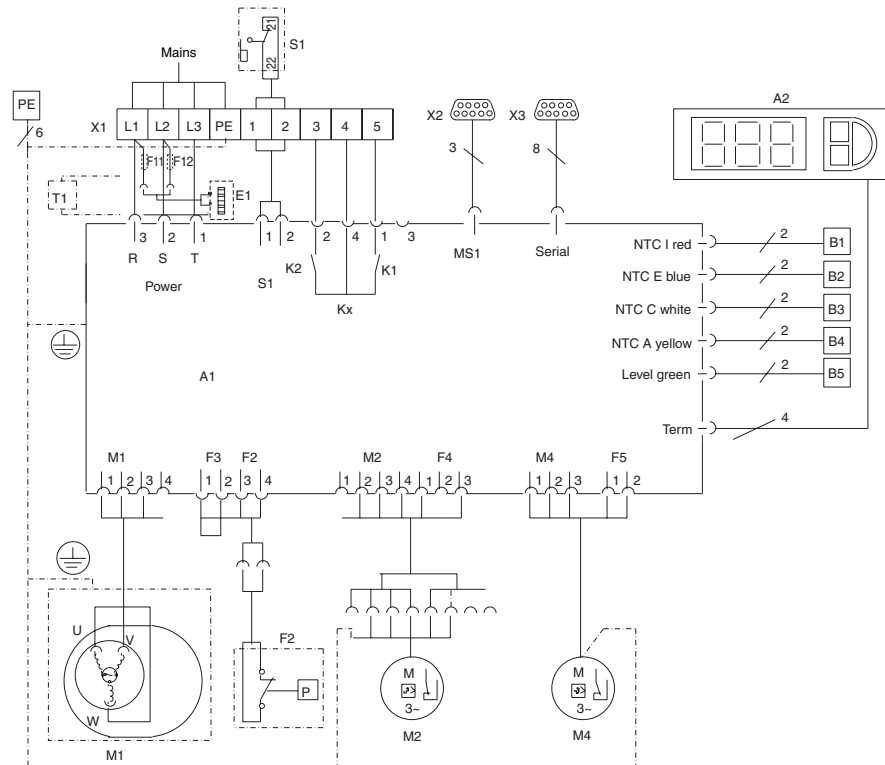 Mains
21
S1
22
PE
6
X1
L1 L2 L3 PE 1 2 3 4 5
X2
X3
A2
3
8
F11 F12
T1
E1
3 2 1
R S T
Power
1 2
S1
2 4 1 3
K2 K1
Kx
MS1
Serial
NTC I red 2 B1
NTC E blue 2 B2
NTC C white 2 B3
NTC A yellow 2 B4
Level green 2 B5
Term 4
A1
M1 F3 F2 M2 F4 M4 F5
1 2 3 4 1 2 3 4 1 2 3 4 1 2 3 1 2 3 1 2
U V
W
M1
F2
P
M
3~
M2
M
3~
M4